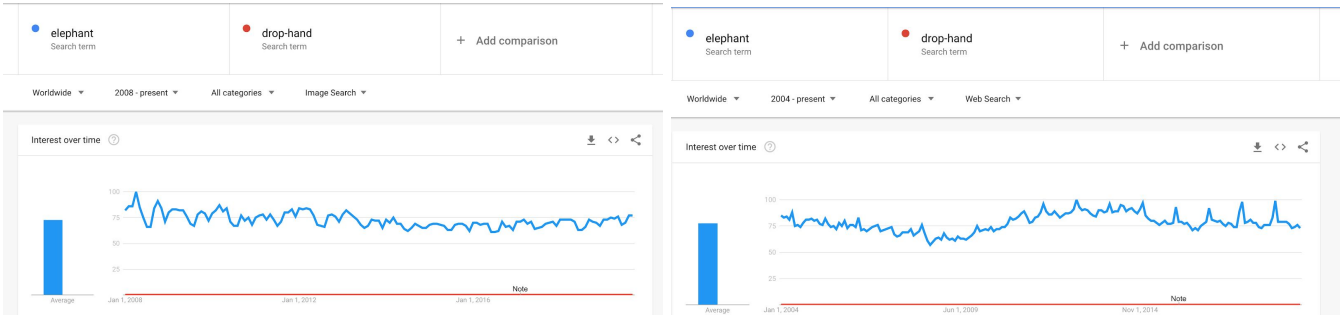 elephant
Search term
drop-hand
Search term
+ Add comparison
Worldwide
2008 - present
All categories
Image Search
Interest over time
100
75
50
25
Note
Average
Jan 1, 2008
Jan 1, 2012
Jan 1, 2016
elephant
Search term
drop-hand
Search term
+ Add comparison
Worldwide
2004 - present
All categories
Web Search
Interest over time
100
75
50
25
Note
Average
Jan 1, 2004
Jun 1, 2009
Nov 1, 2014